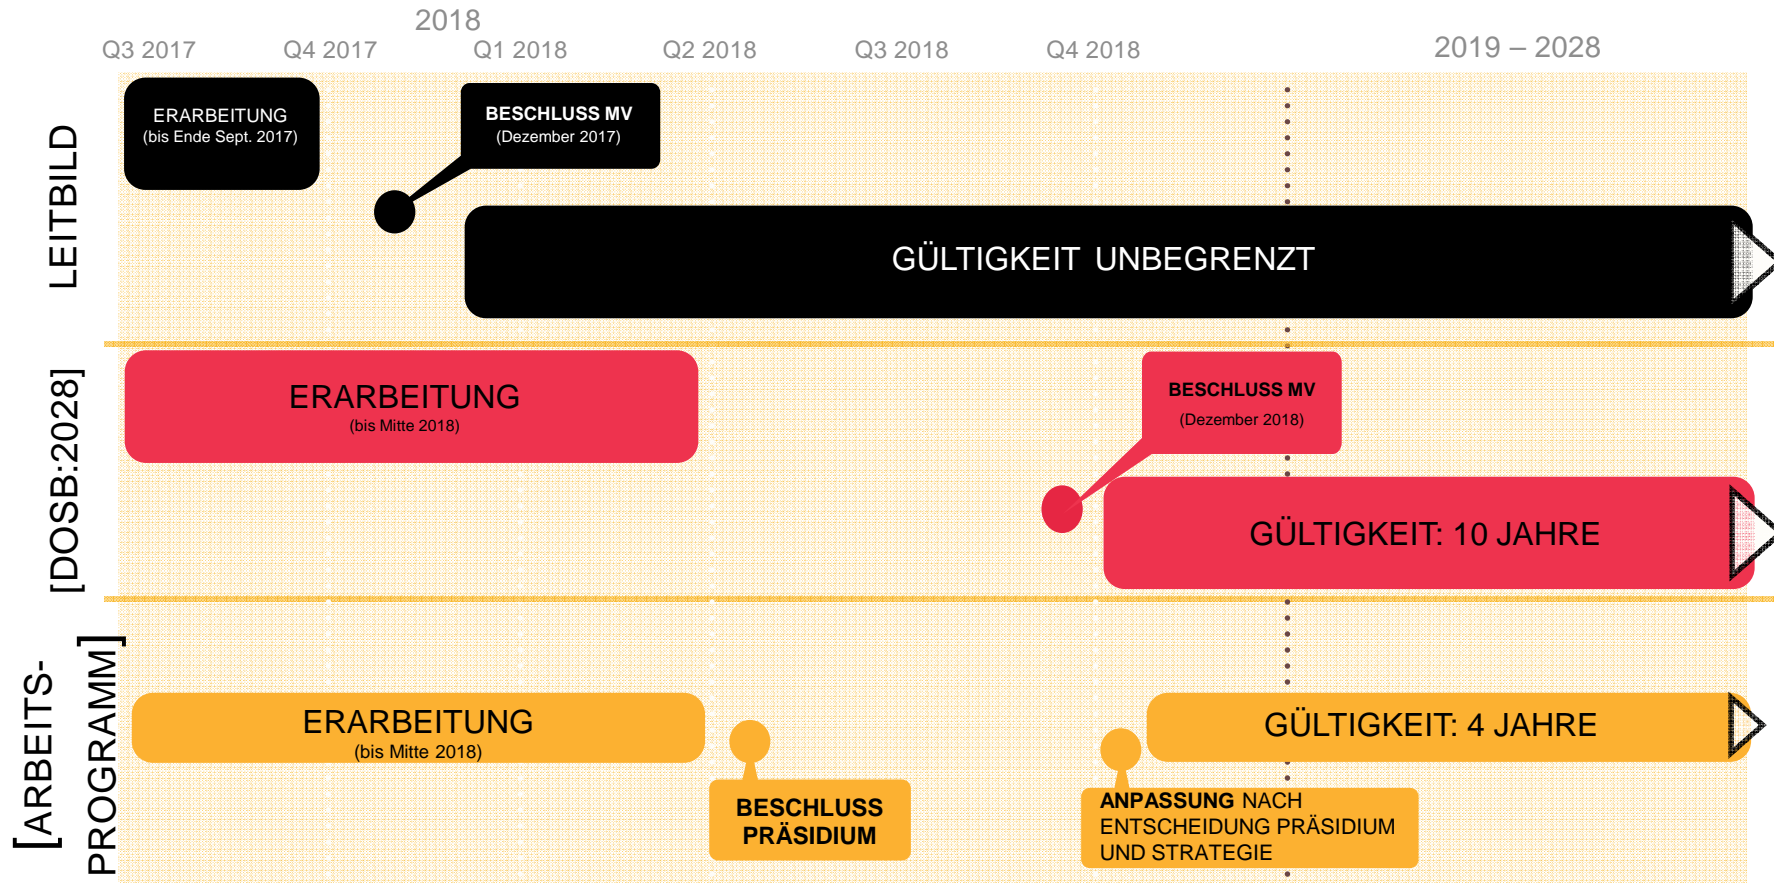 2018
Q3 2017 Q4 2017 Q1 2018 Q2 2018 Q3 2018 Q4 2018 2019 – 2028
LEITBILD
ERARBEITUNG
(bis Ende Sept. 2017)
BESCHLUSS MV
(Dezember 2017)
GÜLTIGKEIT UNBEGRENZT
[DOSB:2028]
ERARBEITUNG
(bis Mitte 2018)
BESCHLUSS MV
(Dezember 2018)
GÜLTIGKEIT: 10 JAHRE
[ARBEITS-
PROGRAMM]
ERARBEITUNG
(bis Mitte 2018)
BESCHLUSS
PRÄSIDIUM
GÜLTIGKEIT: 4 JAHRE
ANPASSUNG NACH
ENTSCHEIDUNG PRÄSIDIUM
UND STRATEGIE